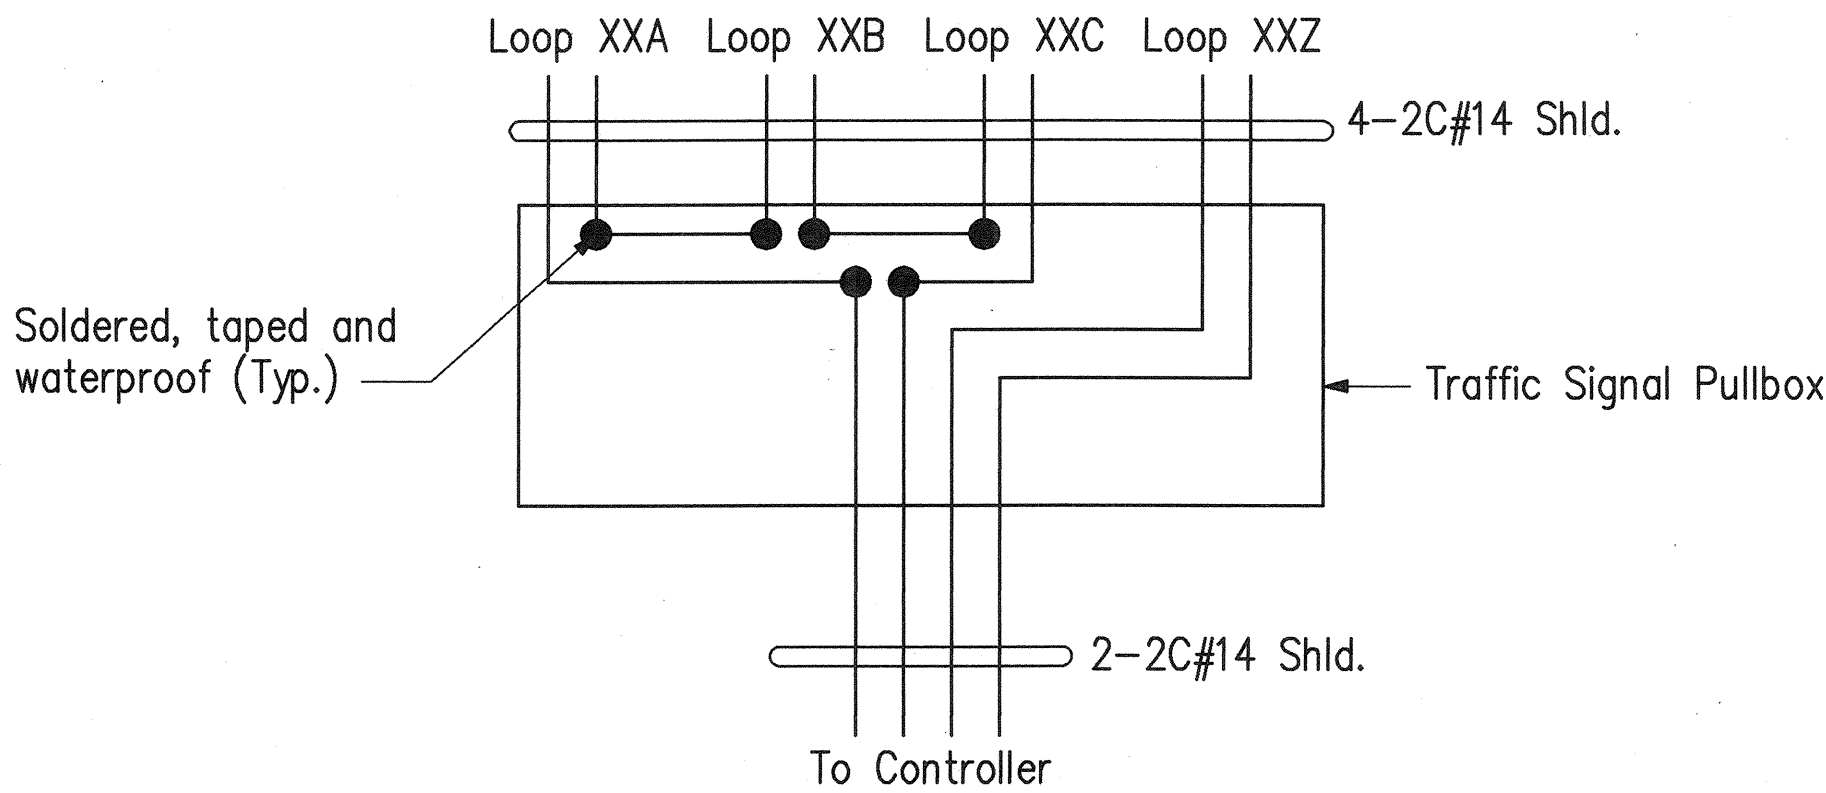 Loop XXA Loop XXB Loop XXC Loop XXZ
4-2C#14 Shld.
Soldered, taped and
waterproof (Typ.)
Traffic Signal Pullbox
2-2C#14 Shld.
To Controller